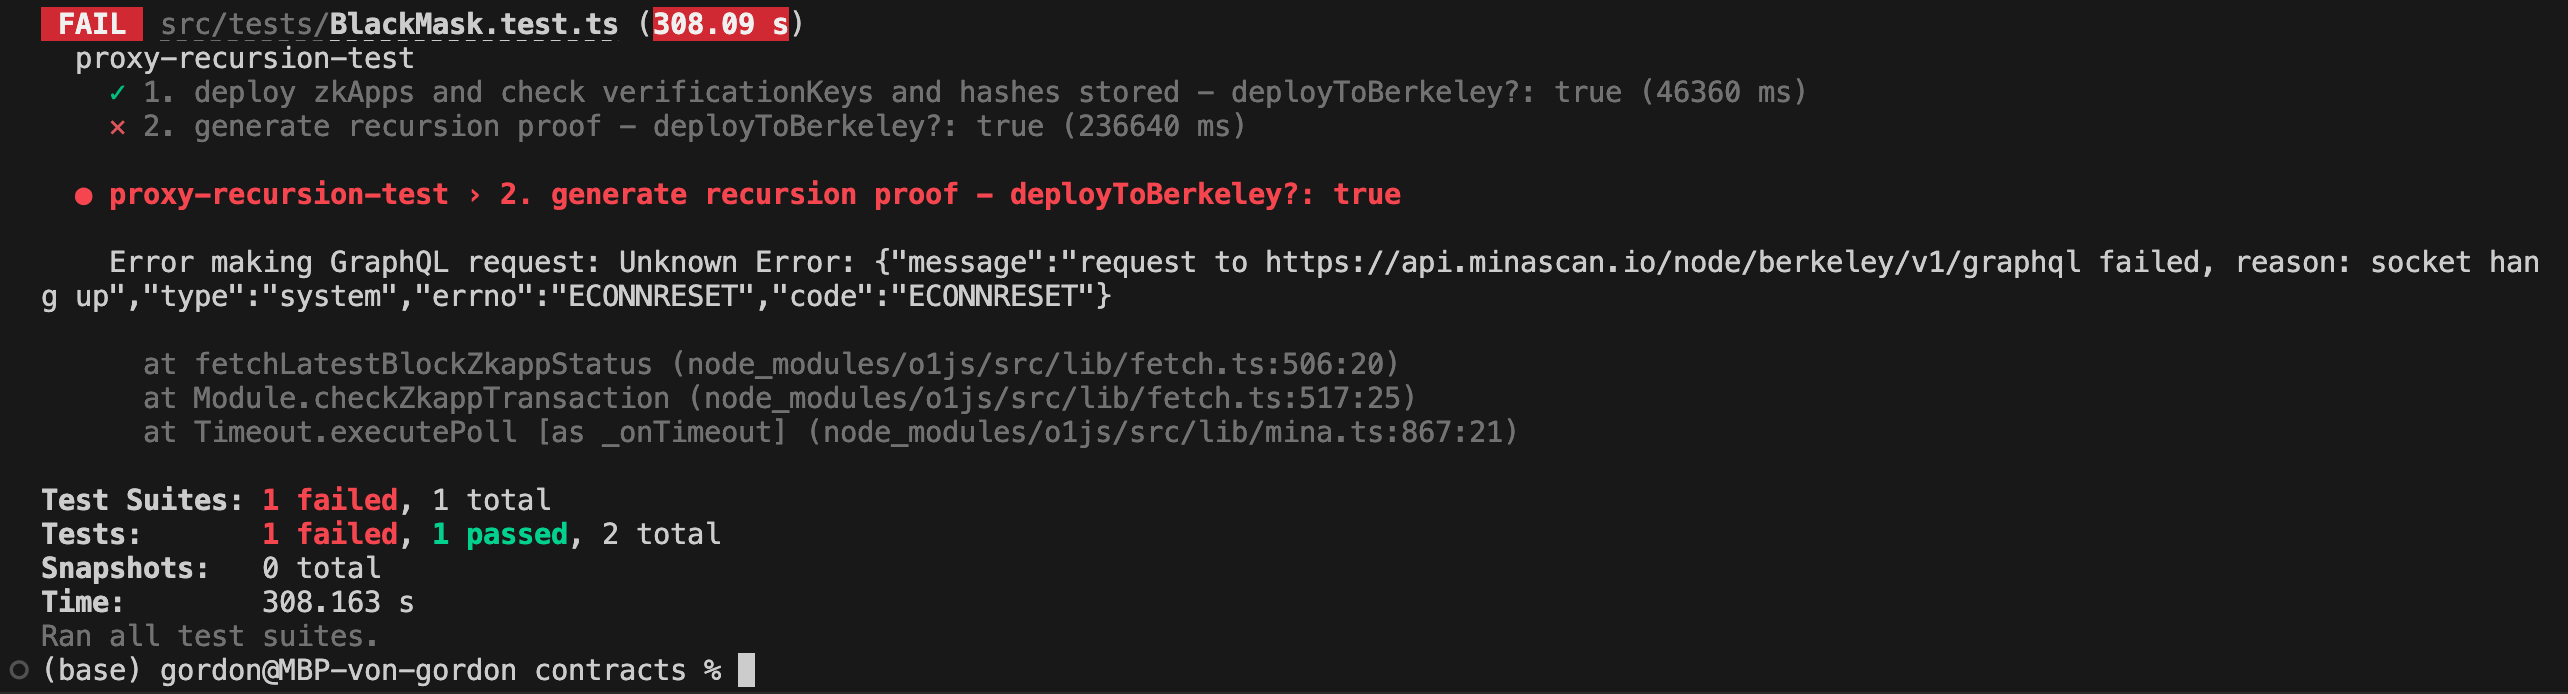 FAIL src/tests/BlackMask.test.ts (308.09 s)
proxy-recursion-test
✓ 1. deploy zkApps and check verificationKeys and hashes stored - deployToBerkeley?: true (46360 ms)
✕ 2. generate recursion proof - deployToBerkeley?: true (236640 ms)
● proxy-recursion-test › 2. generate recursion proof - deployToBerkeley?: true
Error making GraphQL request: Unknown Error: {"message":"request to https://api.minascan.io/node/berkeley/v1/graphql failed, reason: socket han
g up","type":"system","errno":"ECONNRESET","code":"ECONNRESET"}
at fetchLatestBlockZkappStatus (node_modules/o1js/src/lib/fetch.ts:506:20)
at Module.checkZkappTransaction (node_modules/o1js/src/lib/fetch.ts:517:25)
at Timeout.executePoll [as _onTimeout] (node_modules/o1js/src/lib/mina.ts:867:21)
Test Suites: 1 failed, 1 total
Tests: 1 failed, 1 passed, 2 total
Snapshots: 0 total
Time: 308.163 s
Ran all test suites.
(base) gordon@MBP-von-gordon contracts %